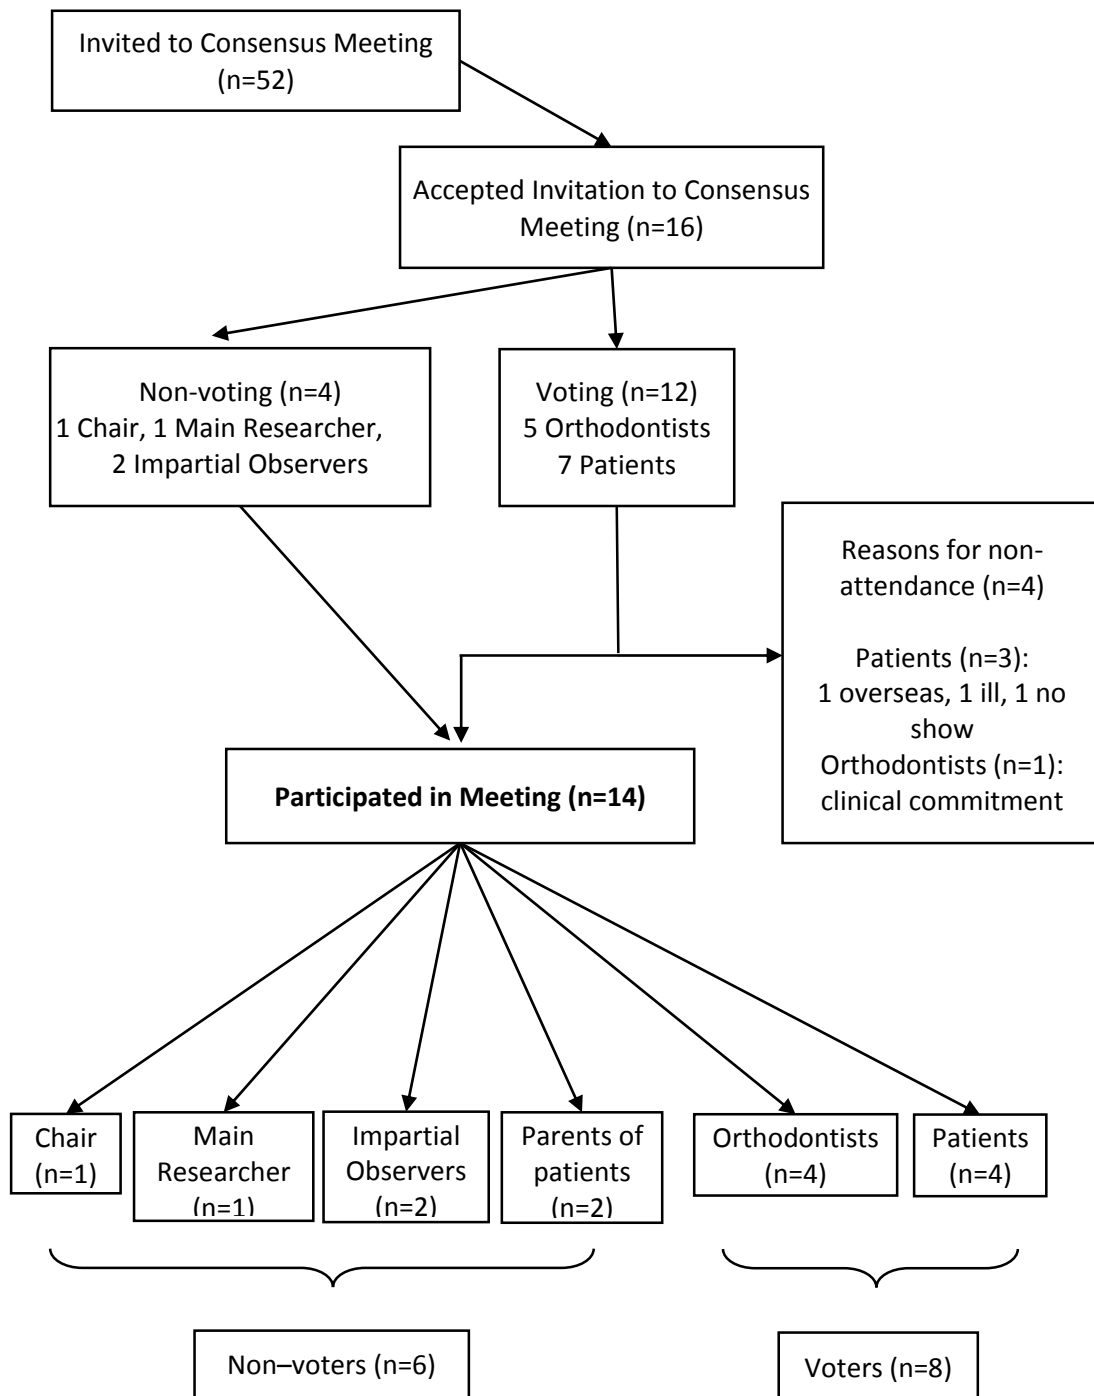 Invited to Consensus Meeting
(n=52)
Accepted Invitation to Consensus
Meeting (n=16)
Non-voting (n=4)
1 Chair, 1 Main Researcher,
2 Impartial Observers
Voting (n=12)
5 Orthodontists
7 Patients
Reasons for non-
attendance (n=4)
Patients (n=3):
1 overseas, 1 ill, 1 no
show
Orthodontists (n=1):
clinical commitment
Participated in Meeting (n=14)
Chair
(n=1)
Main
Researcher
(n=1)
Impartial
Observers
(n=2)
Parents of
patients
(n=2)
Orthodontists
(n=4)
Patients
(n=4)
Non–voters (n=6)
Voters (n=8)